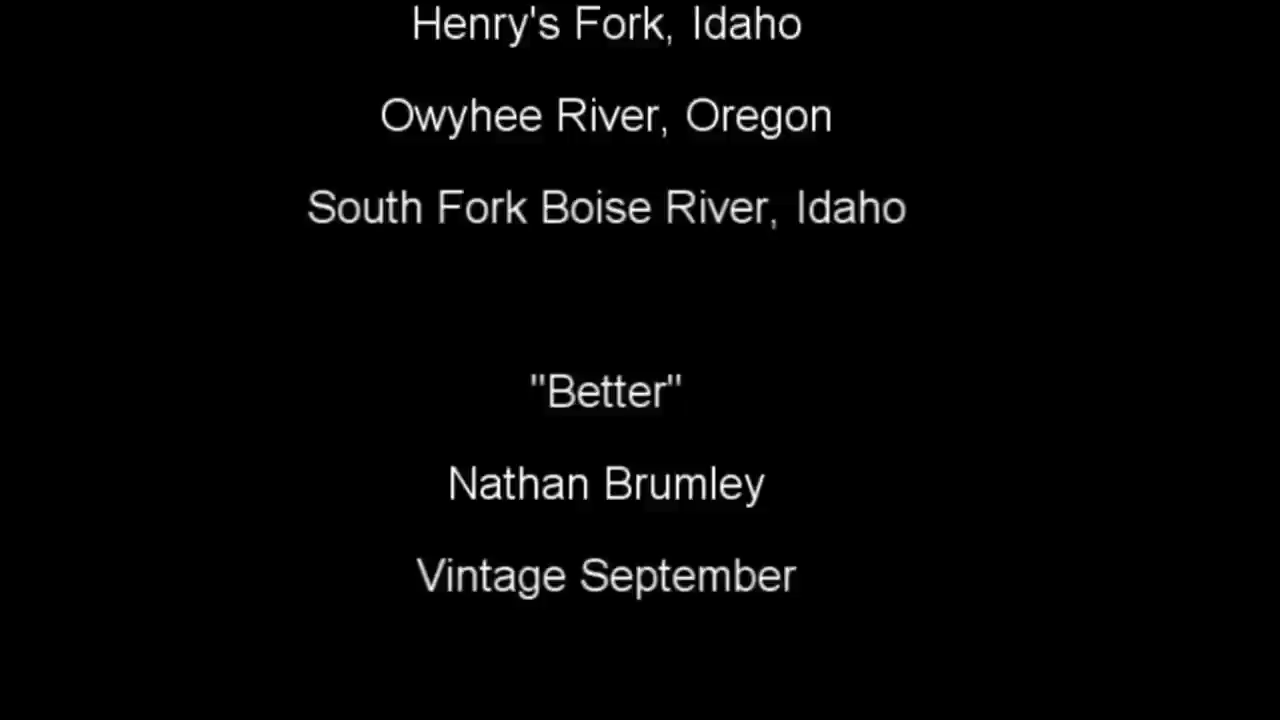 Henry's Fork, Idaho
Owyhee River, Oregon
South Fork Boise River, Idaho
"Better"
Nathan Brumley
Vintage September